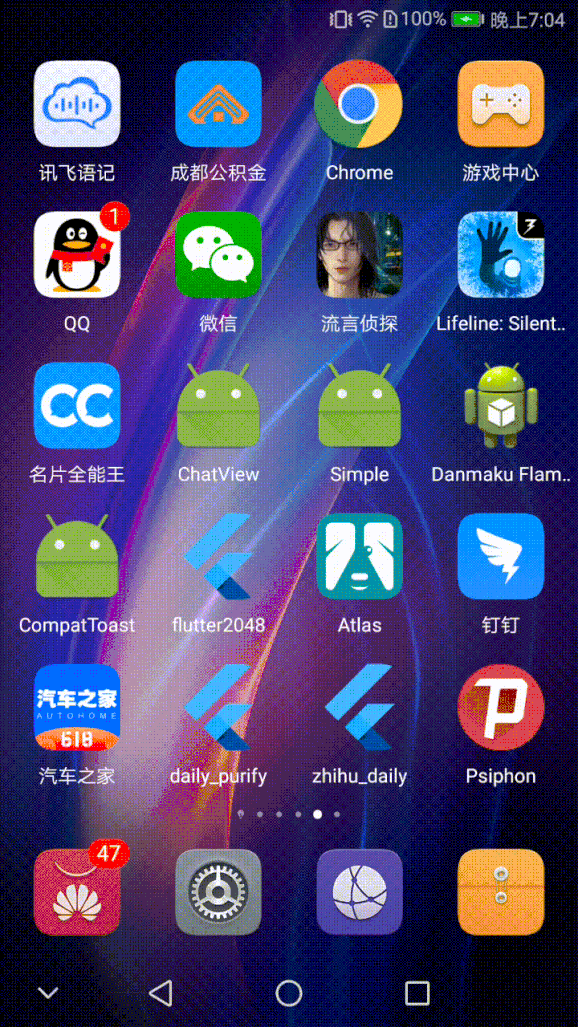 100% 晚上7:04
讯飞语记 成都公积金 Chrome 游戏中心
1
QQ 微信 流言侦探 Lifeline: Silent..
CC
名片全能王 ChatView Simple Danmaku Flam..
CompatToast flutter2048 Atlas 钉钉
汽车之家
AUTOHOME
618
汽车之家 daily_purify zhihu_daily Psiphon
47